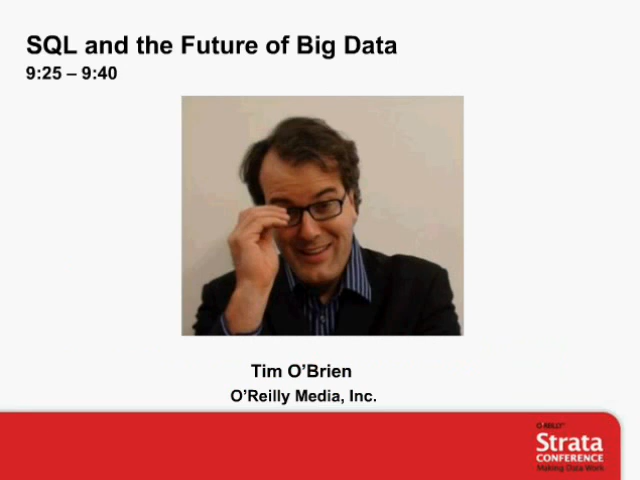 SQL and the Future of Big Data
9:25 – 9:40
Tim O’Brien
O’Reilly Media, Inc.
O'REILLY™
Strata
CONFERENCE
Making Data Work